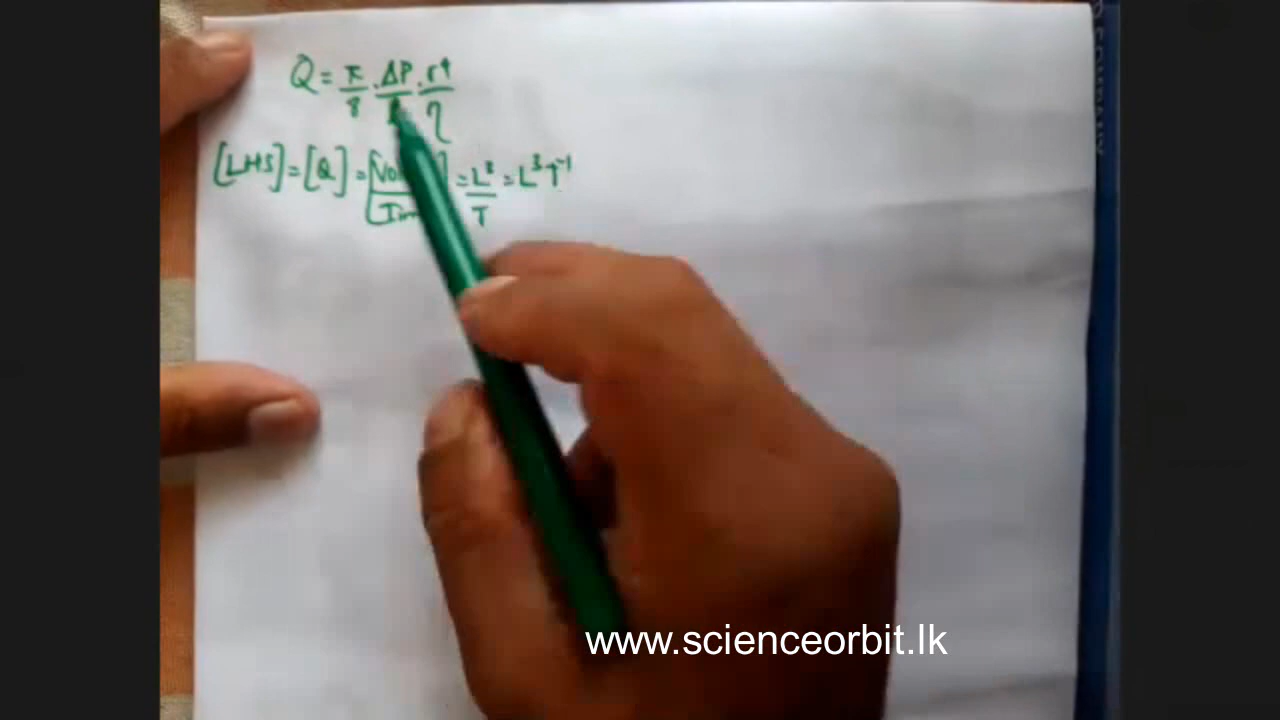 Q = π/8 · ΔP/ · r⁴/η
[LHS] = [Q] = = L³/T = L³T⁻¹
www.scienceorbit.lk